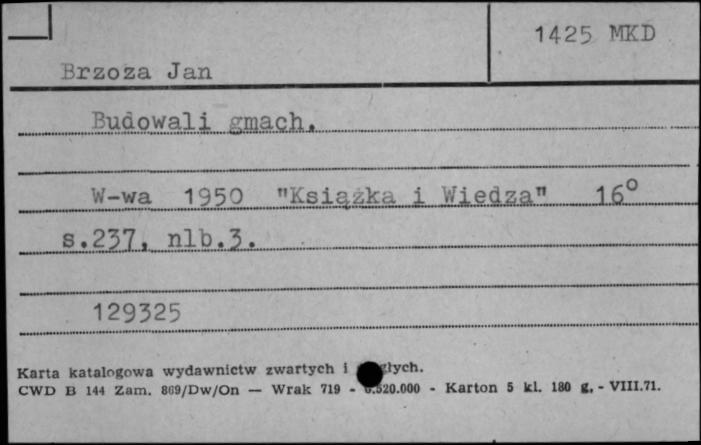 1425 MKD
Brzoza Jan
Budowali gmach.
W-wa 1950 "Książka i Wiedza" 16°
s.237, nlb.3.
129325
Karta katalogowa wydawnictw zwartych i
CWD B 144 Zam. 869/Dw/On — Wrak 719 - 6.520.000 - Karton 5 kl. 180 g. - VIII.71.